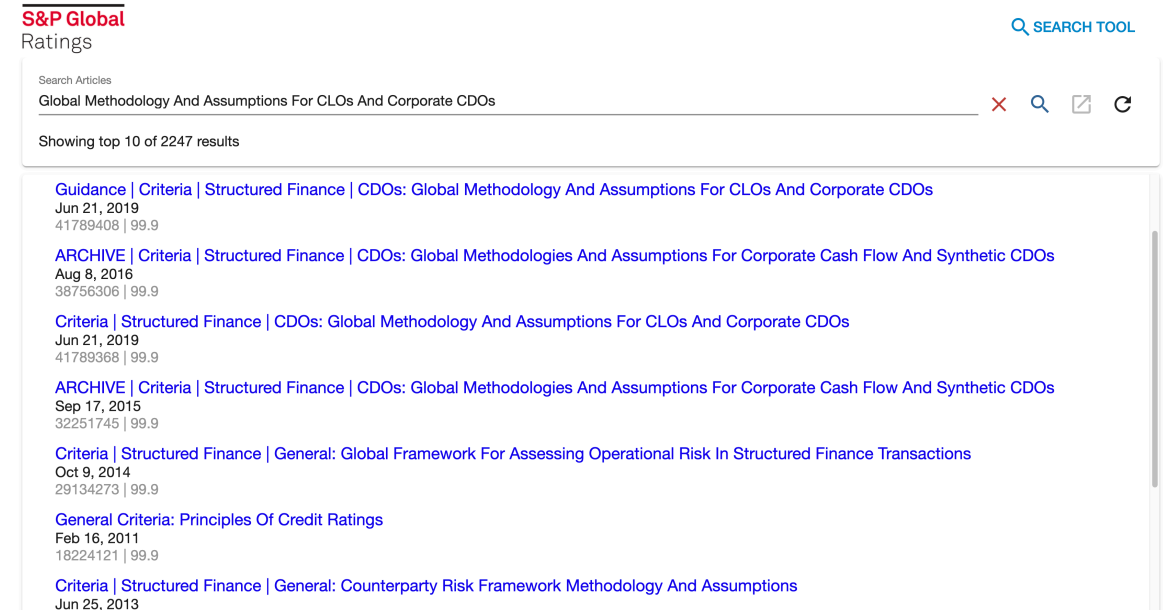 S&P Global
Ratings
SEARCH TOOL
Search Articles
Global Methodology And Assumptions For CLOs And Corporate CDOs
Showing top 10 of 2247 results
Guidance | Criteria | Structured Finance | CDOs: Global Methodology And Assumptions For CLOs And Corporate CDOs
Jun 21, 2019
41789408 | 99.9
ARCHIVE | Criteria | Structured Finance | CDOs: Global Methodologies And Assumptions For Corporate Cash Flow And Synthetic CDOs
Aug 8, 2016
38756306 | 99.9
Criteria | Structured Finance | CDOs: Global Methodology And Assumptions For CLOs And Corporate CDOs
Jun 21, 2019
41789368 | 99.9
ARCHIVE | Criteria | Structured Finance | CDOs: Global Methodologies And Assumptions For Corporate Cash Flow And Synthetic CDOs
Sep 17, 2015
32251745 | 99.9
Criteria | Structured Finance | General: Global Framework For Assessing Operational Risk In Structured Finance Transactions
Oct 9, 2014
29134273 | 99.9
General Criteria: Principles Of Credit Ratings
Feb 16, 2011
18224121 | 99.9
Criteria | Structured Finance | General: Counterparty Risk Framework Methodology And Assumptions
Jun 25, 2013